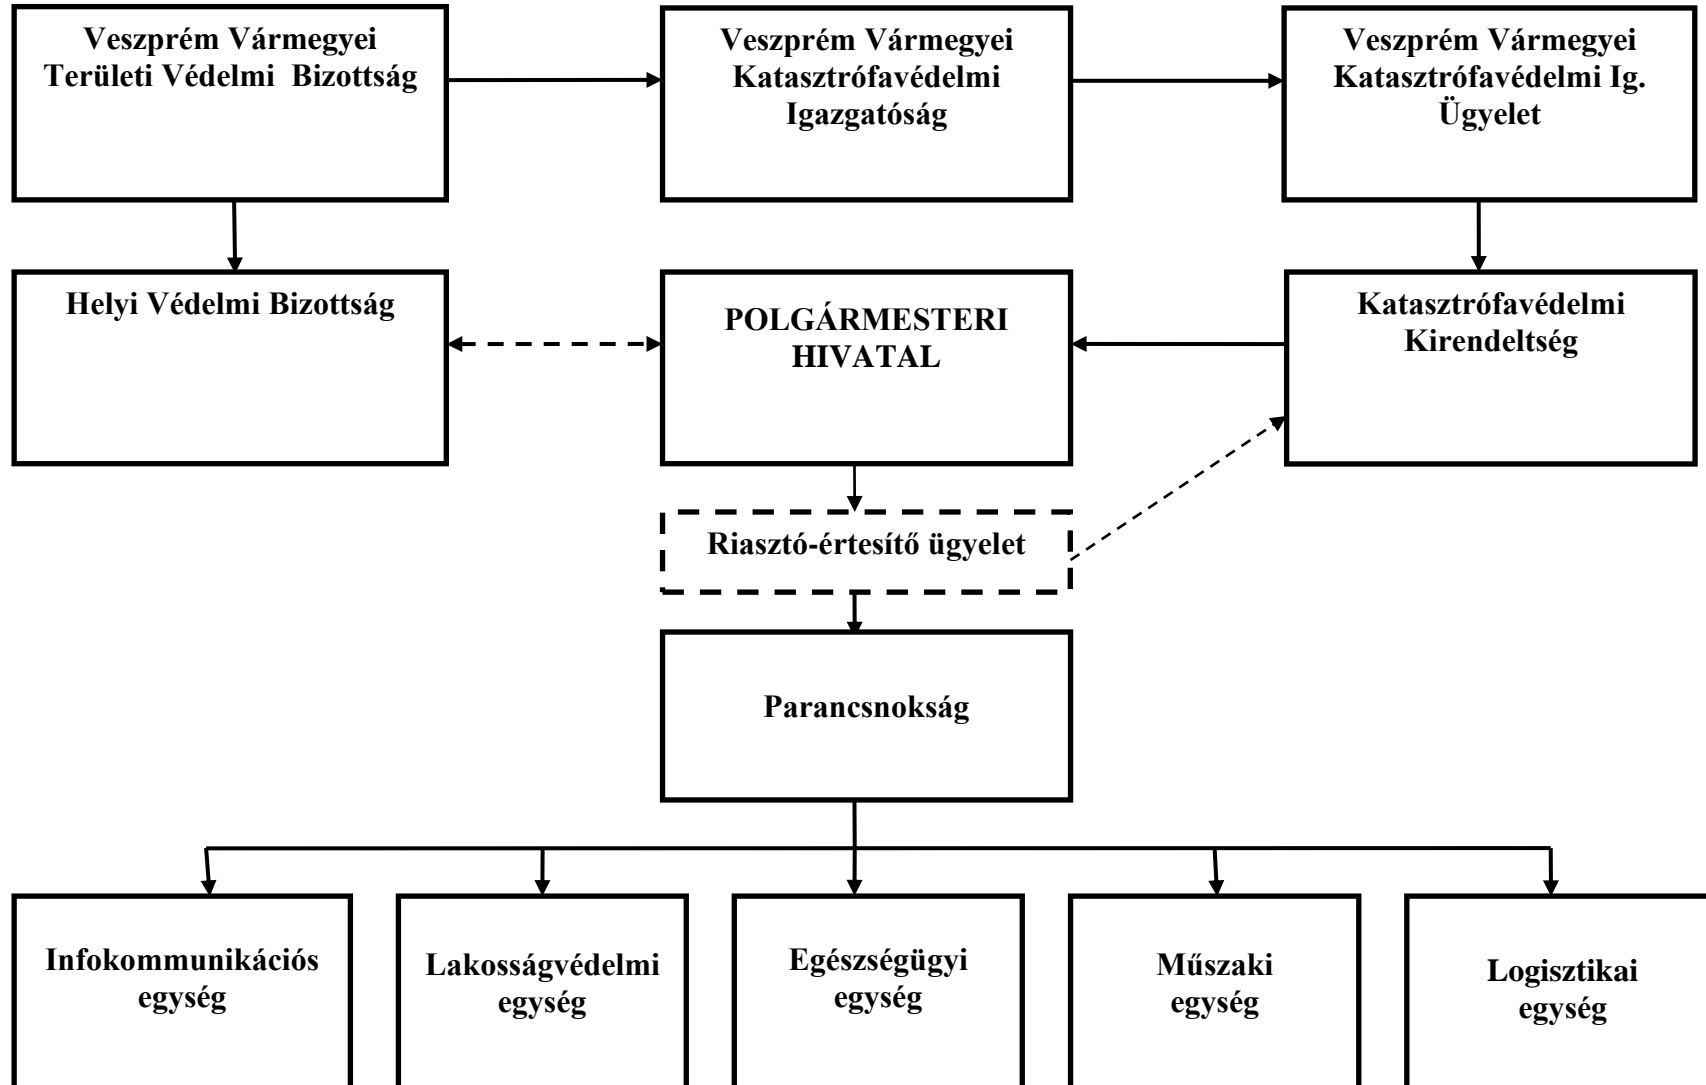 Veszprém Vármegyei
Területi Védelmi  Bizottság
Veszprém Vármegyei
Katasztrófavédelmi
Igazgatóság
Veszprém Vármegyei
Katasztrófavédelmi Ig.
Ügyelet
Helyi Védelmi Bizottság
POLGÁRMESTERI
HIVATAL
Katasztrófavédelmi
Kirendeltség
Riasztó-értesítő ügyelet
Parancsnokság
Infokommunikációs
egység
Lakosságvédelmi
egység
Egészségügyi
egység
Műszaki
egység
Logisztikai
egység